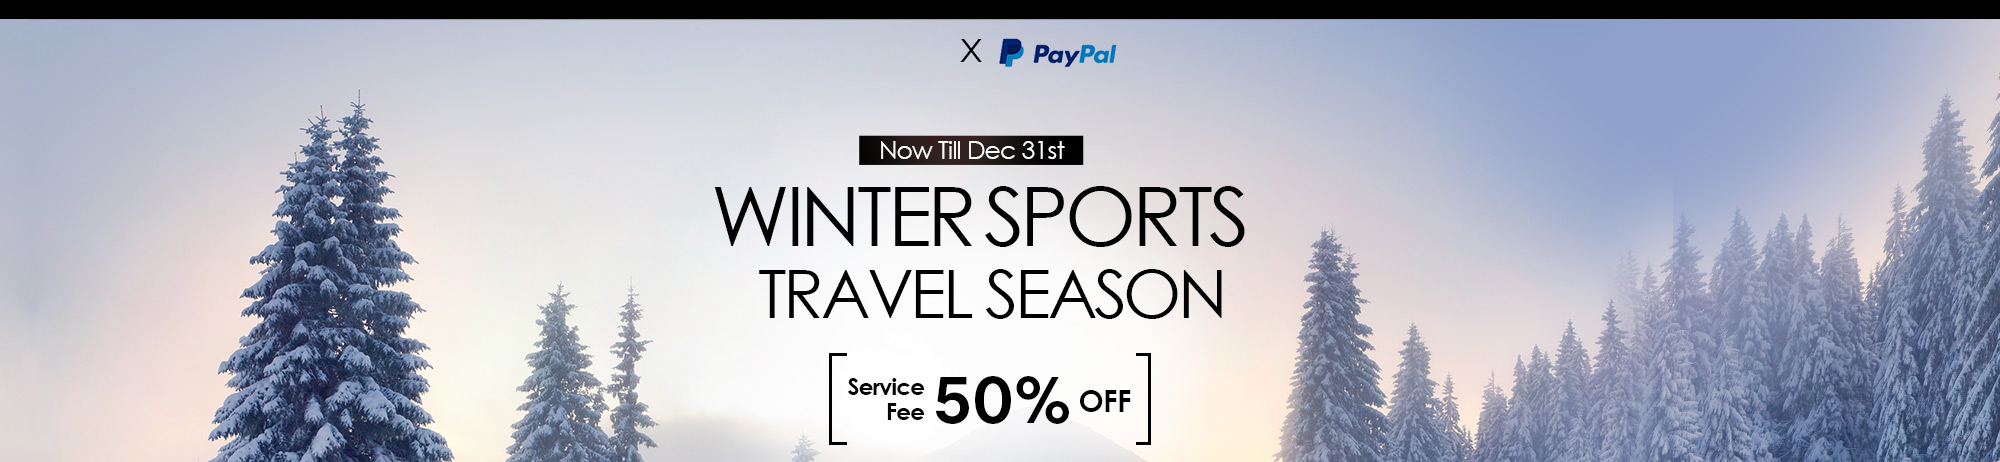 X PayPal
Now Till Dec 31st
WINTER SPORTS
TRAVEL SEASON
Service
Fee 50% OFF